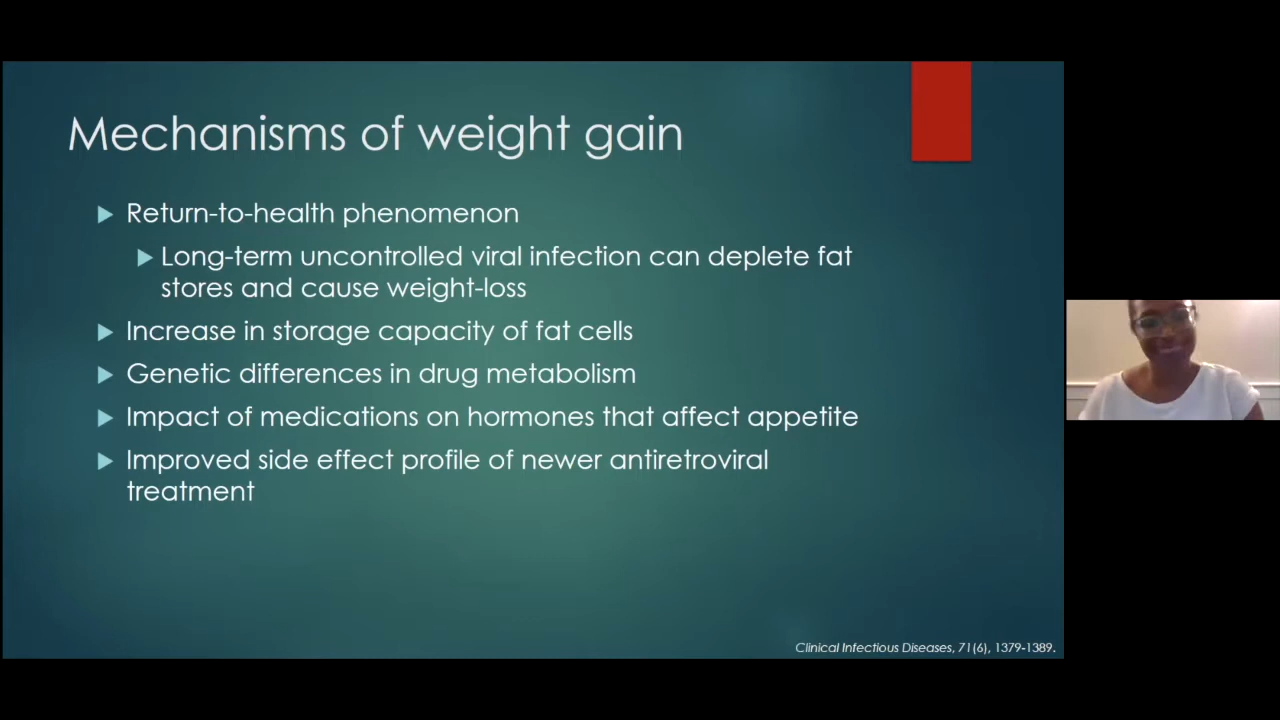 Mechanisms of weight gain
Return-to-health phenomenon
Long-term uncontrolled viral infection can deplete fat
stores and cause weight-loss
Increase in storage capacity of fat cells
Genetic differences in drug metabolism
Impact of medications on hormones that affect appetite
Improved side effect profile of newer antiretroviral
treatment
Clinical Infectious Diseases, 71(6), 1379-1389.